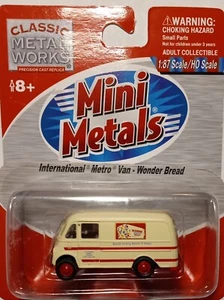 CLASSIC
METAL
WORKS
PRECISION CAST REPLICA
WARNING:
CHOKING HAZARD
Small Parts
Not for children under 3 years
ADULT COLLECTIBLE
1:87 Scale/HO Scale
8+
Mini
Metals
International® Metro® Van - Wonder Bread